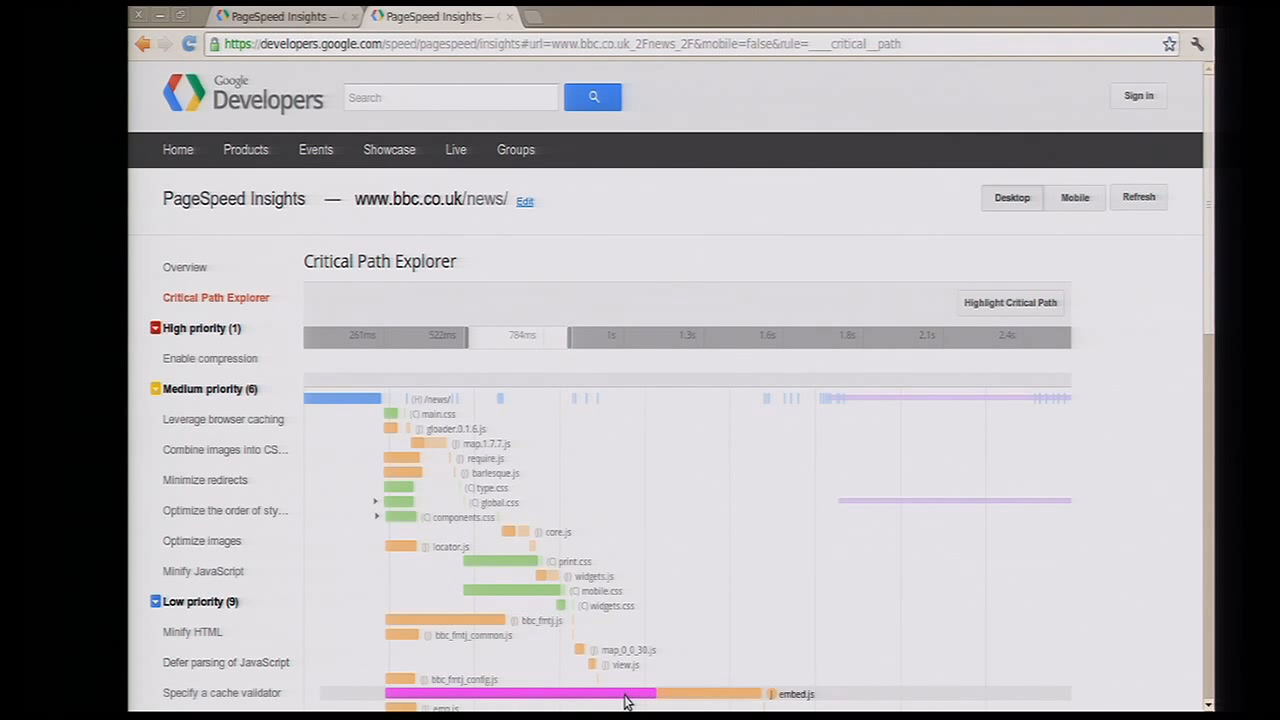 PageSpeed Insights — PageSpeed Insights —
https://developers.google.com/speed/pagespeed/insights#url=www.bbc.co.uk_2Fnews_2F&mobile=false&rule=____critical__path
Google
Developers Search Sign in
Home Products Events Showcase Live Groups
PageSpeed Insights — www.bbc.co.uk/news/ Edit Desktop Mobile Refresh
Critical Path Explorer
Overview
Critical Path Explorer
High priority (1)
Enable compression
Medium priority (6)
Leverage browser caching
Combine images into CS...
Minimize redirects
Optimize the order of sty...
Optimize images
Minify JavaScript
Low priority (9)
Minify HTML
Defer parsing of JavaScript
Specify a cache validator
Highlight Critical Path
261ms 522ms 784ms 1s 1.3s 1.6s 1.8s 2.1s 2.4s
(H) /news/
(C) main.css
(J) gloader.0.1.6.js
(J) map.1.7.7.js
(J) require.js
(J) barlesque.js
(C) type.css
(C) global.css
(C) components.css
(J) core.js
(J) locator.js
(C) print.css
(J) widgets.js
(C) mobile.css
(C) widgets.css
(J) bbc_fmtj.js
(J) bbc_fmtj_common.js
(J) map_0_0_30.js
(J) view.js
(J) bbc_fmtj_config.js
J embed.js
(J) emp.js